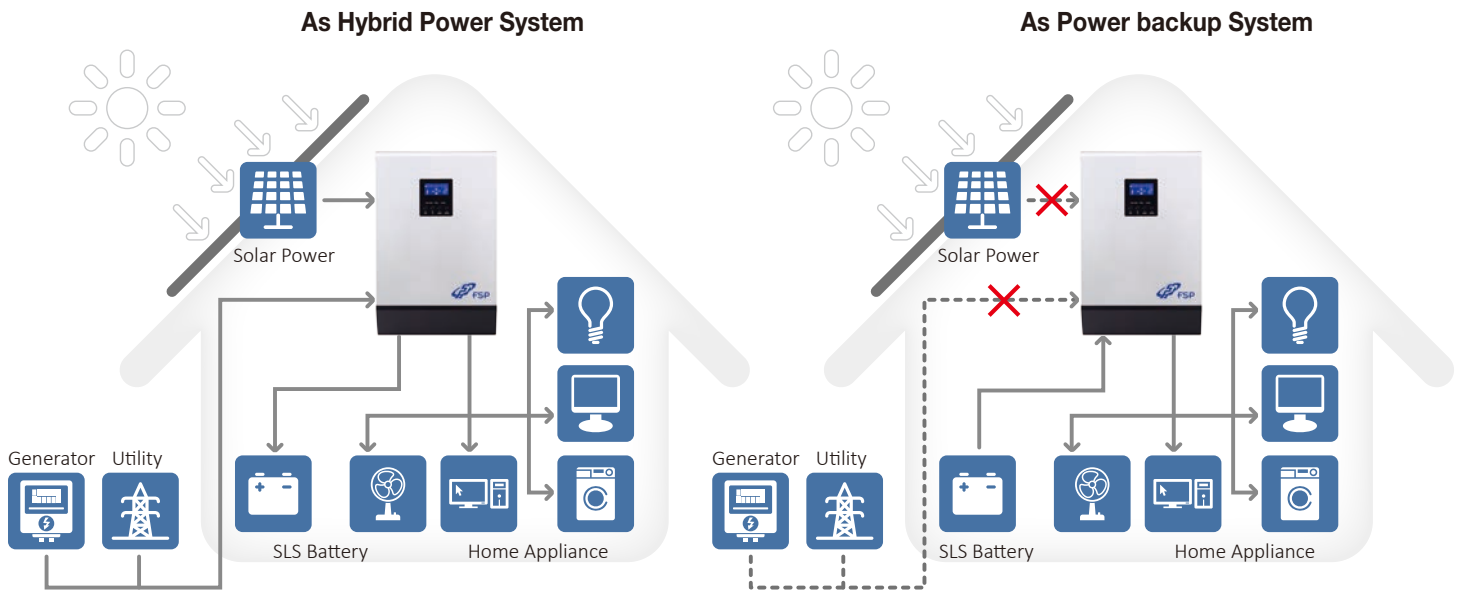 As Hybrid Power System
Solar Power
FSP
Generator
Utility
SLS Battery
Home Appliance
As Power backup System
Solar Power
FSP
Generator
Utility
SLS Battery
Home Appliance